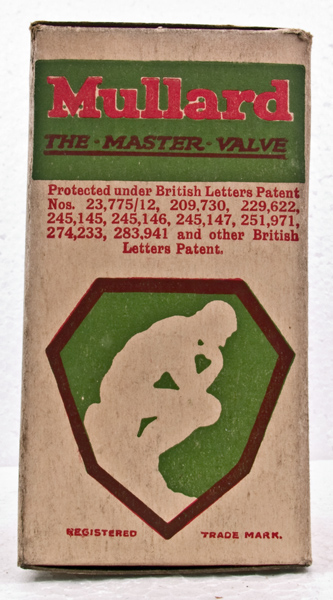 Mullard
THE·MASTER·VALVE
Protected under British Letters Patent
Nos. 23,775/12, 209,730, 229,622,
245,145, 245,146, 245,147, 251,971,
274,233, 283,941 and other British
Letters Patent.
REGISTERED TRADE MARK.